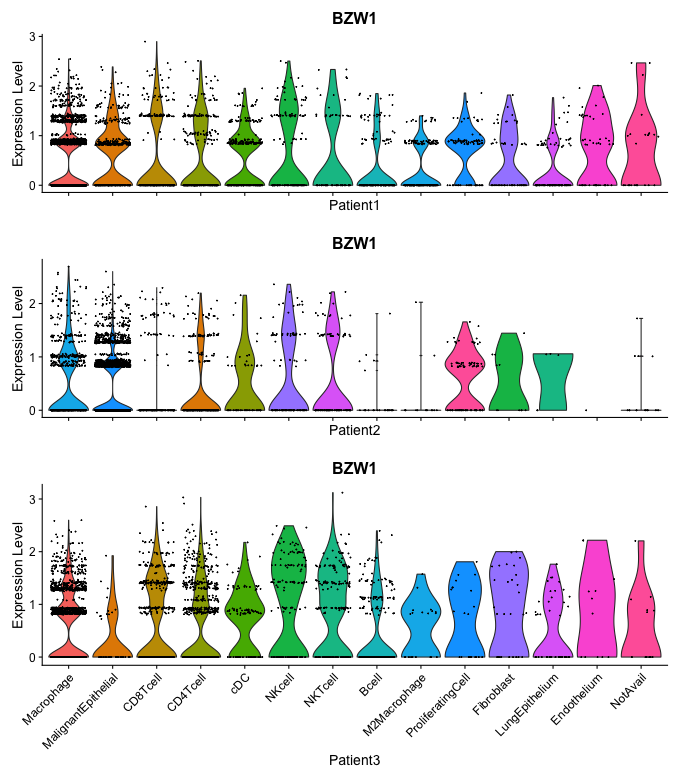 BZW1
Expression Level
3
2
1
0
Patient1
BZW1
Expression Level
2
1
0
Patient2
BZW1
Expression Level
3
2
1
0
Macrophage
MalignantEpithelial
CD8Tcell
CD4Tcell
cDC
NKcell
NKTcell
Bcell
M2Macrophage
ProliferatingCell
Fibroblast
LungEpithelium
Endothelium
NotAvail
Patient3